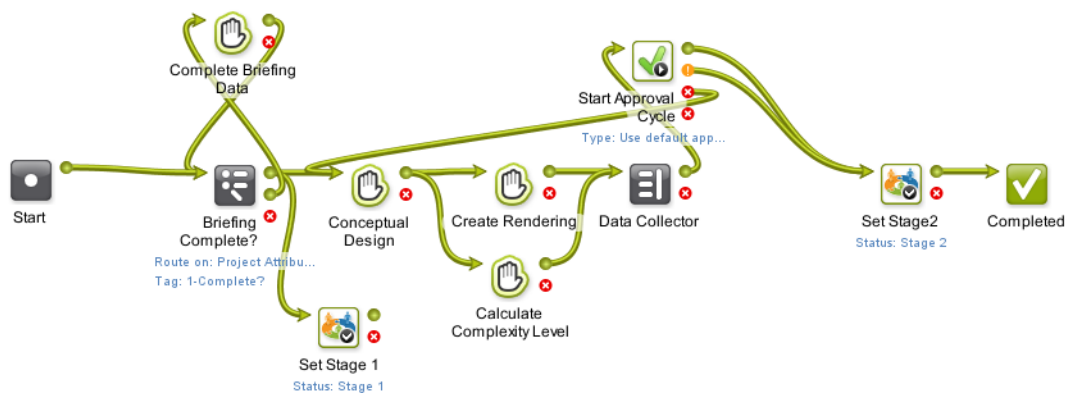 Complete Briefing
Data
Start Approval
Cycle
Type: Use default app...
Start
Briefing
Complete?
Route on: Project Attribu...
Tag: 1-Complete?
Conceptual
Design
Create Rendering
Data Collector
Set Stage2
Status: Stage 2
Completed
Calculate
Complexity Level
Set Stage 1
Status: Stage 1